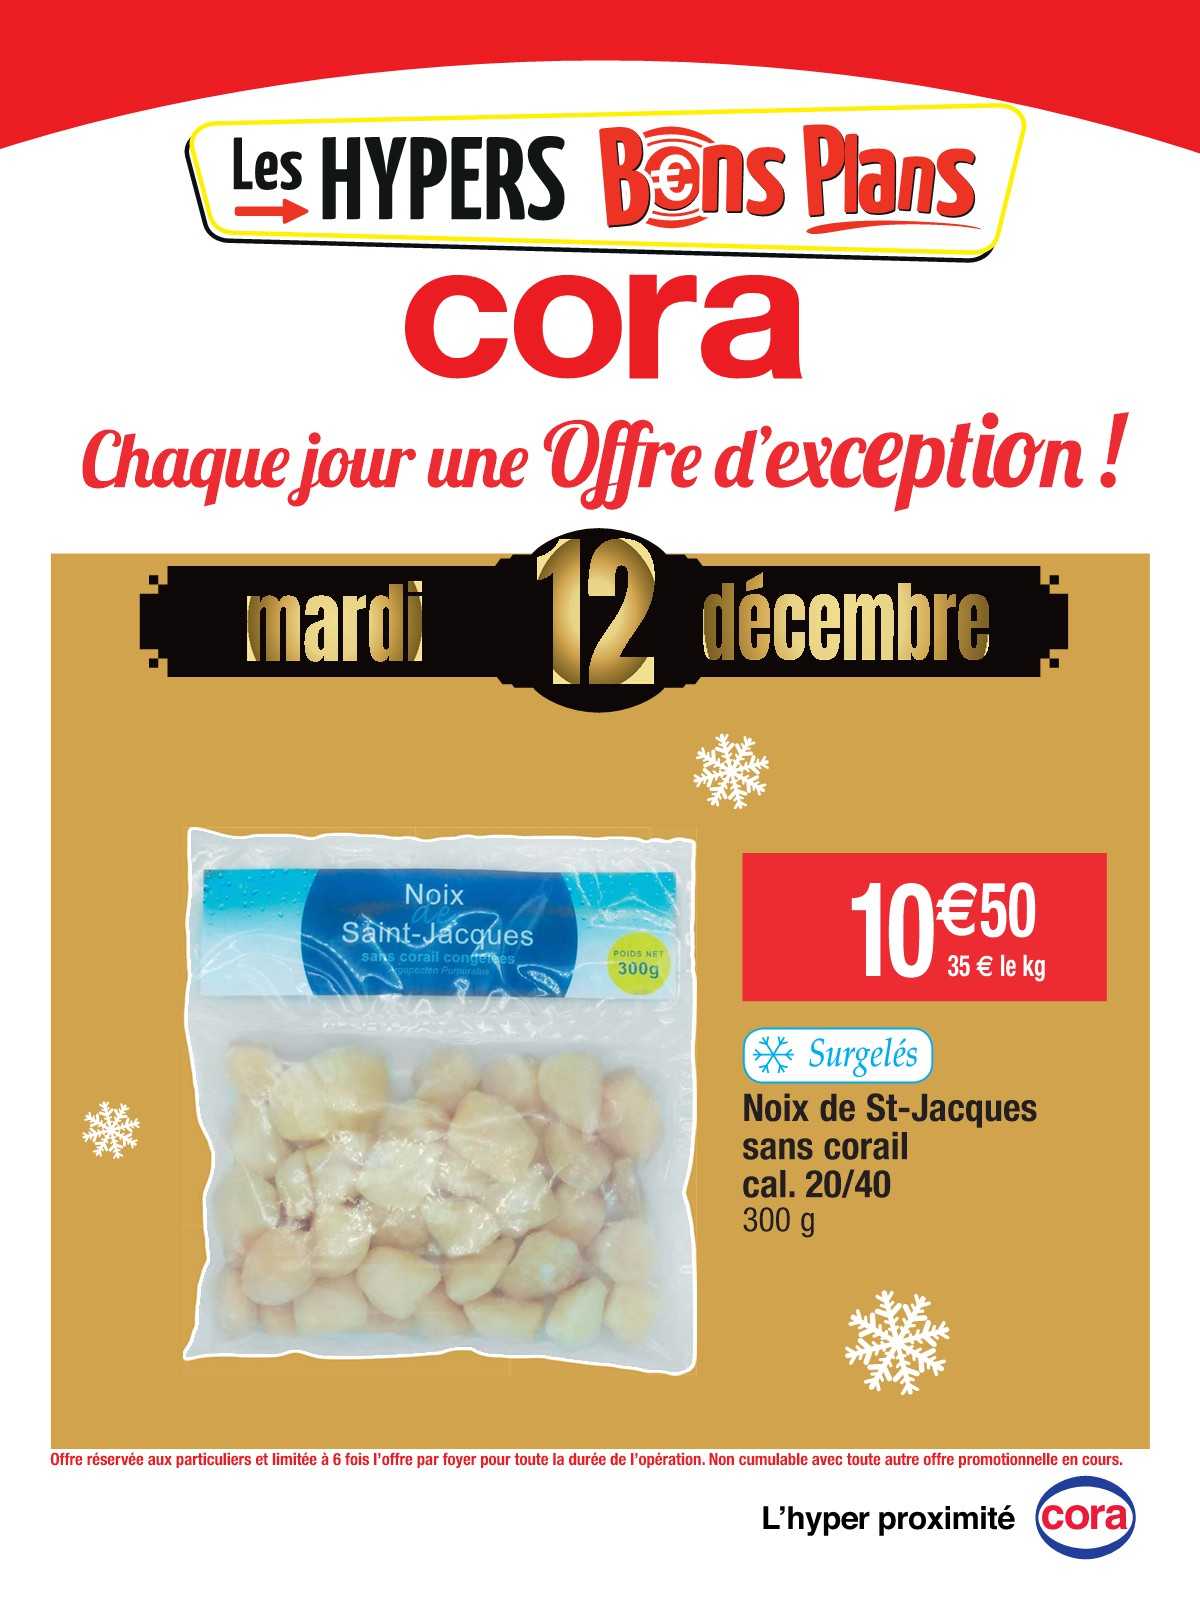 Les HYPERS Bons Plans
cora
Chaque jour une Offre d'exception !
mardi 12 décembre
Noix
de
Saint-Jacques
sans corail congelées
Argopecten Purpuratus
POIDS NET
300g
10€50
35 € le kg
Surgelés
Noix de St-Jacques
sans corail
cal. 20/40
300 g
Offre réservée aux particuliers et limitée à 6 fois l'offre par foyer pour toute la durée de l'opération. Non cumulable avec toute autre offre promotionnelle en cours.
L'hyper proximité cora